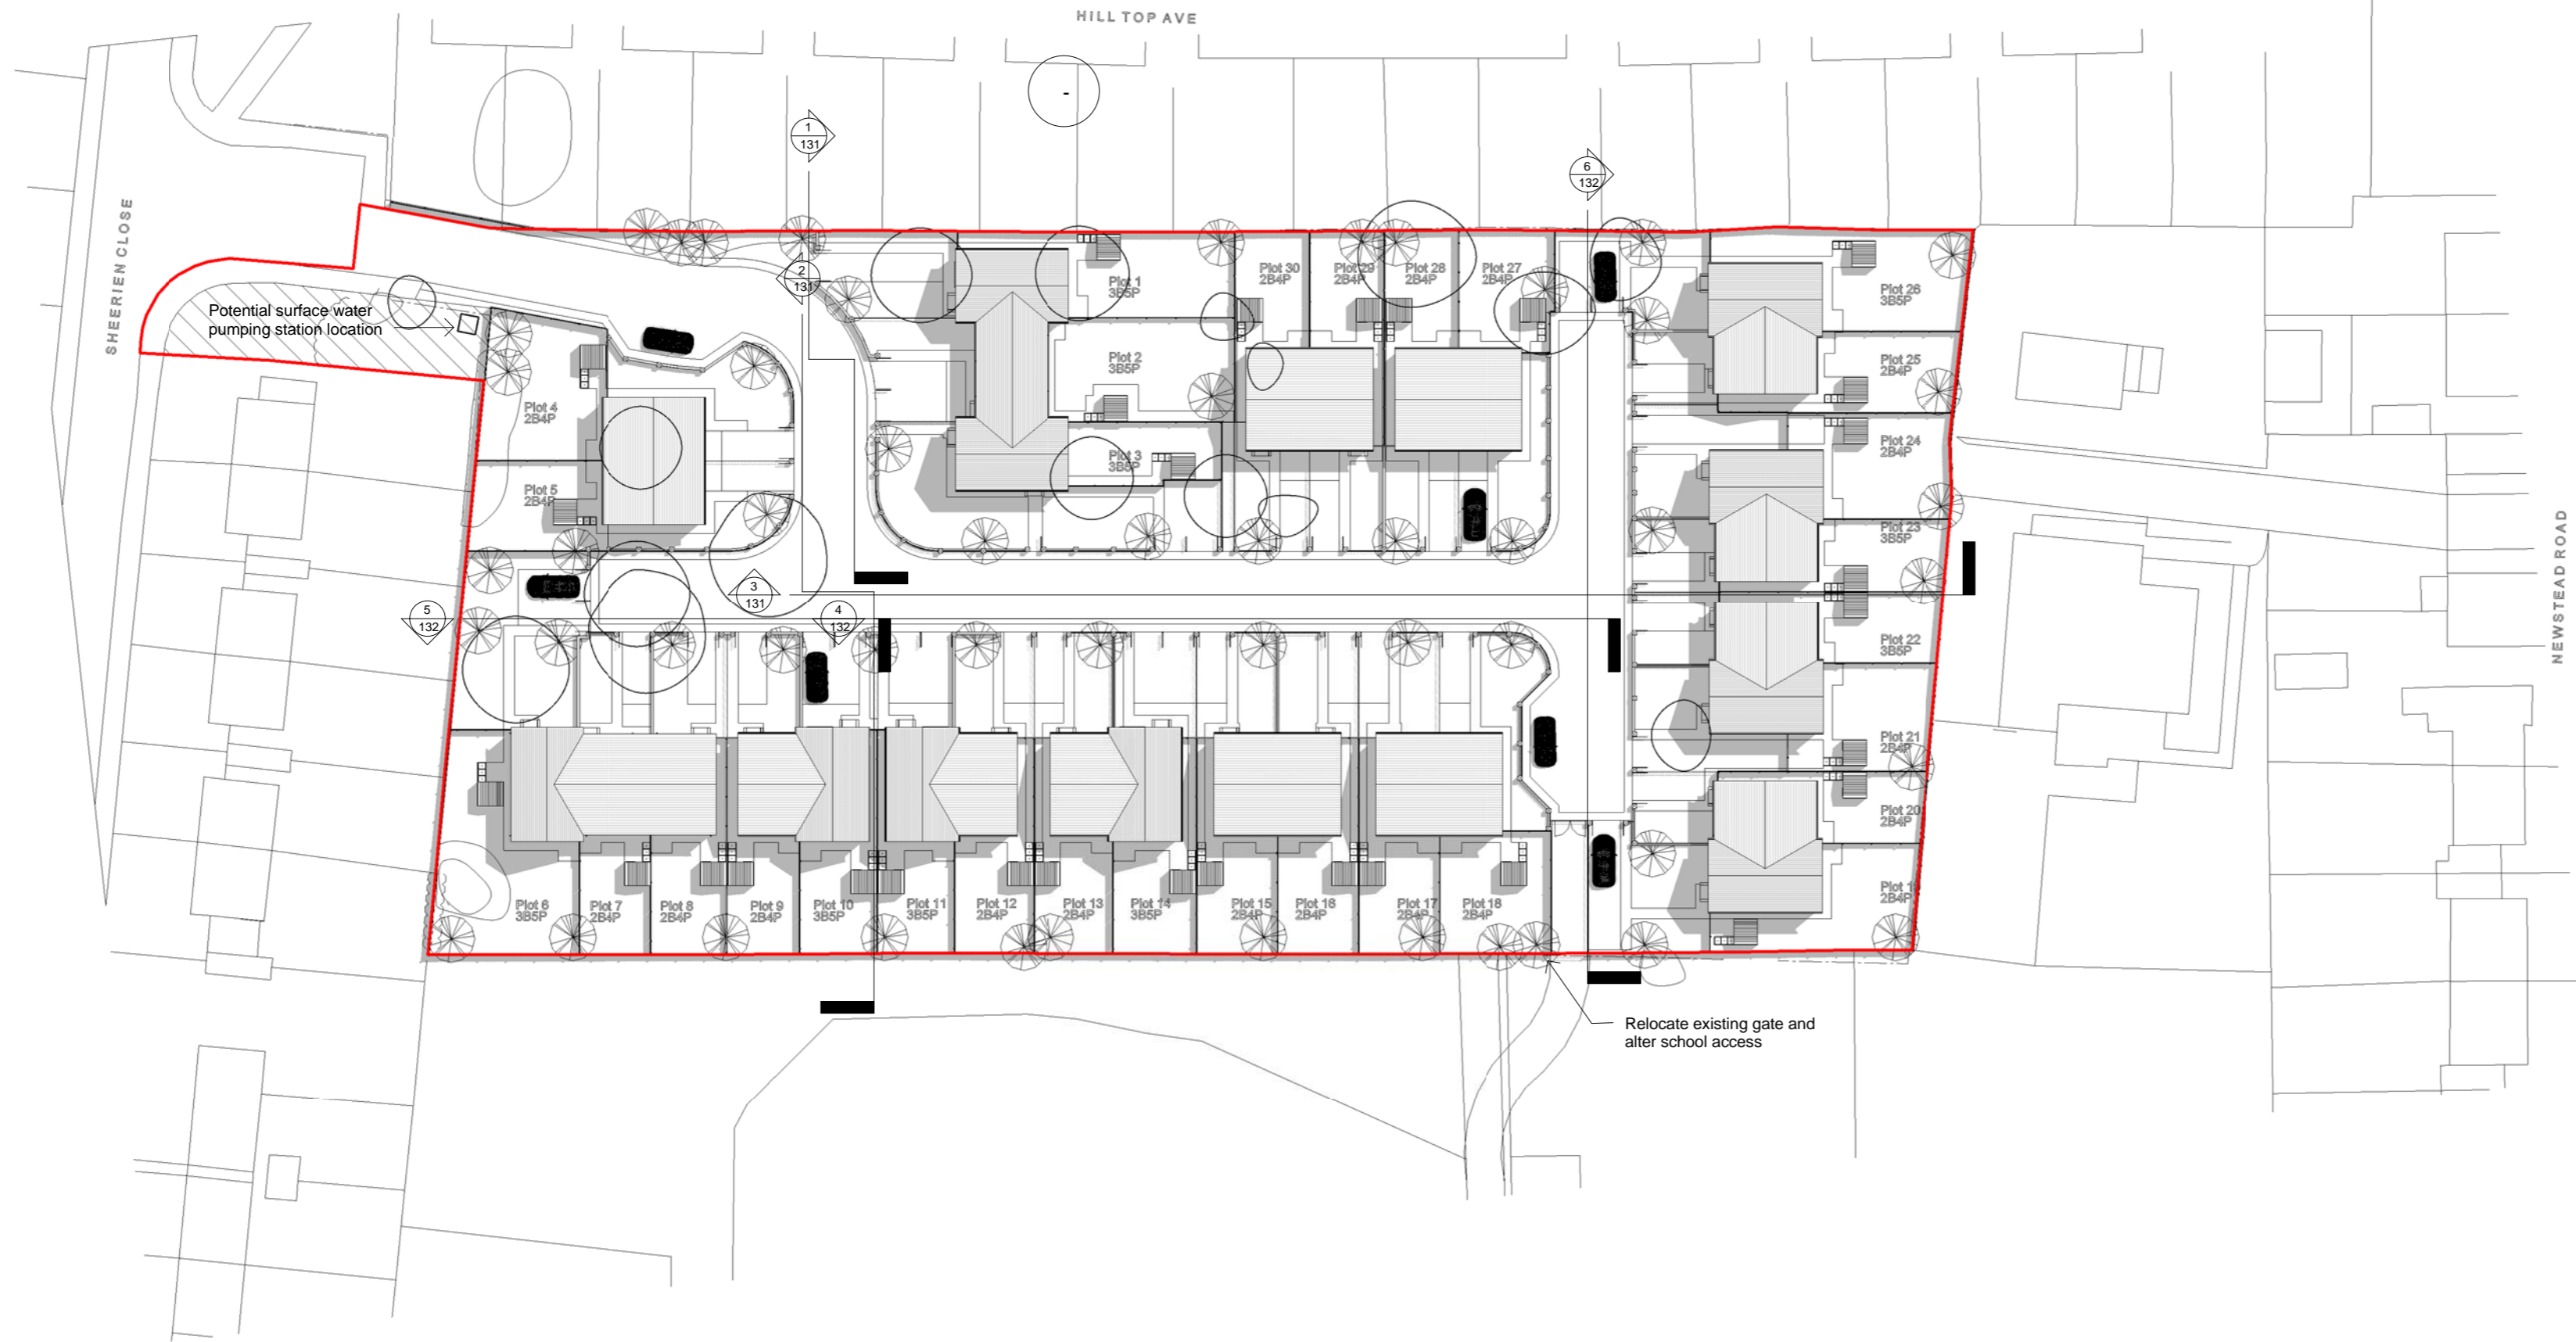 HILL TOP AVE
1
131
6
132
SHEERIEN CLOSE
2
131
Plot 1
3B5P
Plot 30
2B4P
Plot 29
2B4P
Plot 28
2B4P
Plot 27
2B4P
Plot 26
3B5P
Potential surface water
pumping station location
Plot 2
3B5P
Plot 25
2B4P
Plot 4
2B4P
Plot 3
3B5P
Plot 24
2B4P
Plot 5
2B4P
Plot 23
3B5P
NEWSTEAD ROAD
3
131
5
132
4
132
Plot 22
3B5P
Plot 21
2B4P
Plot 20
2B4P
Plot 19
2B4P
Plot 6
3B5P
Plot 7
2B4P
Plot 8
2B4P
Plot 9
2B4P
Plot 10
3B5P
Plot 11
3B5P
Plot 12
2B4P
Plot 13
2B4P
Plot 14
3B5P
Plot 15
2B4P
Plot 16
2B4P
Plot 17
2B4P
Plot 18
2B4P
Relocate existing gate and
alter school access